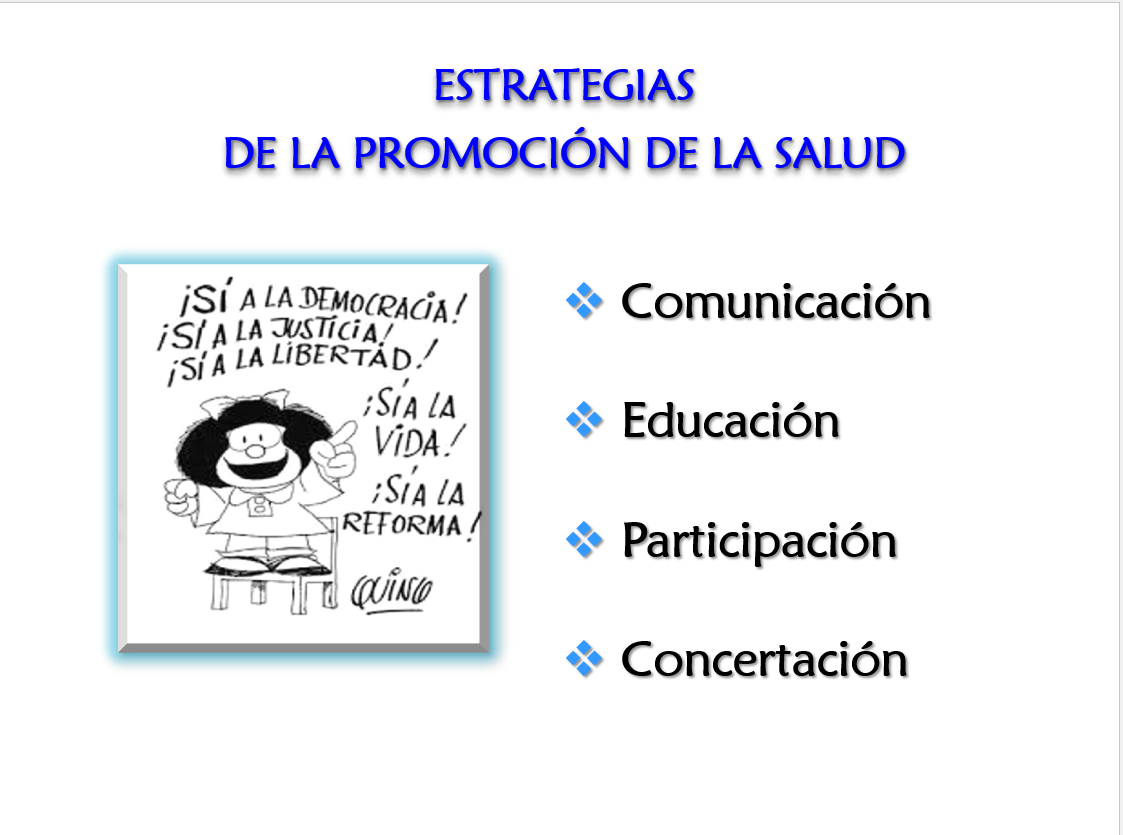 ESTRATEGIAS
DE LA PROMOCIÓN DE LA SALUD
¡SÍ A LA DEMOCRACIA!
¡SÍ A LA JUSTICIA!
¡SÍ A LA LIBERTAD!
¡SÍ A LA
VIDA!
¡SÍ A LA
REFORMA!
QUINO
Comunicación
Educación
Participación
Concertación